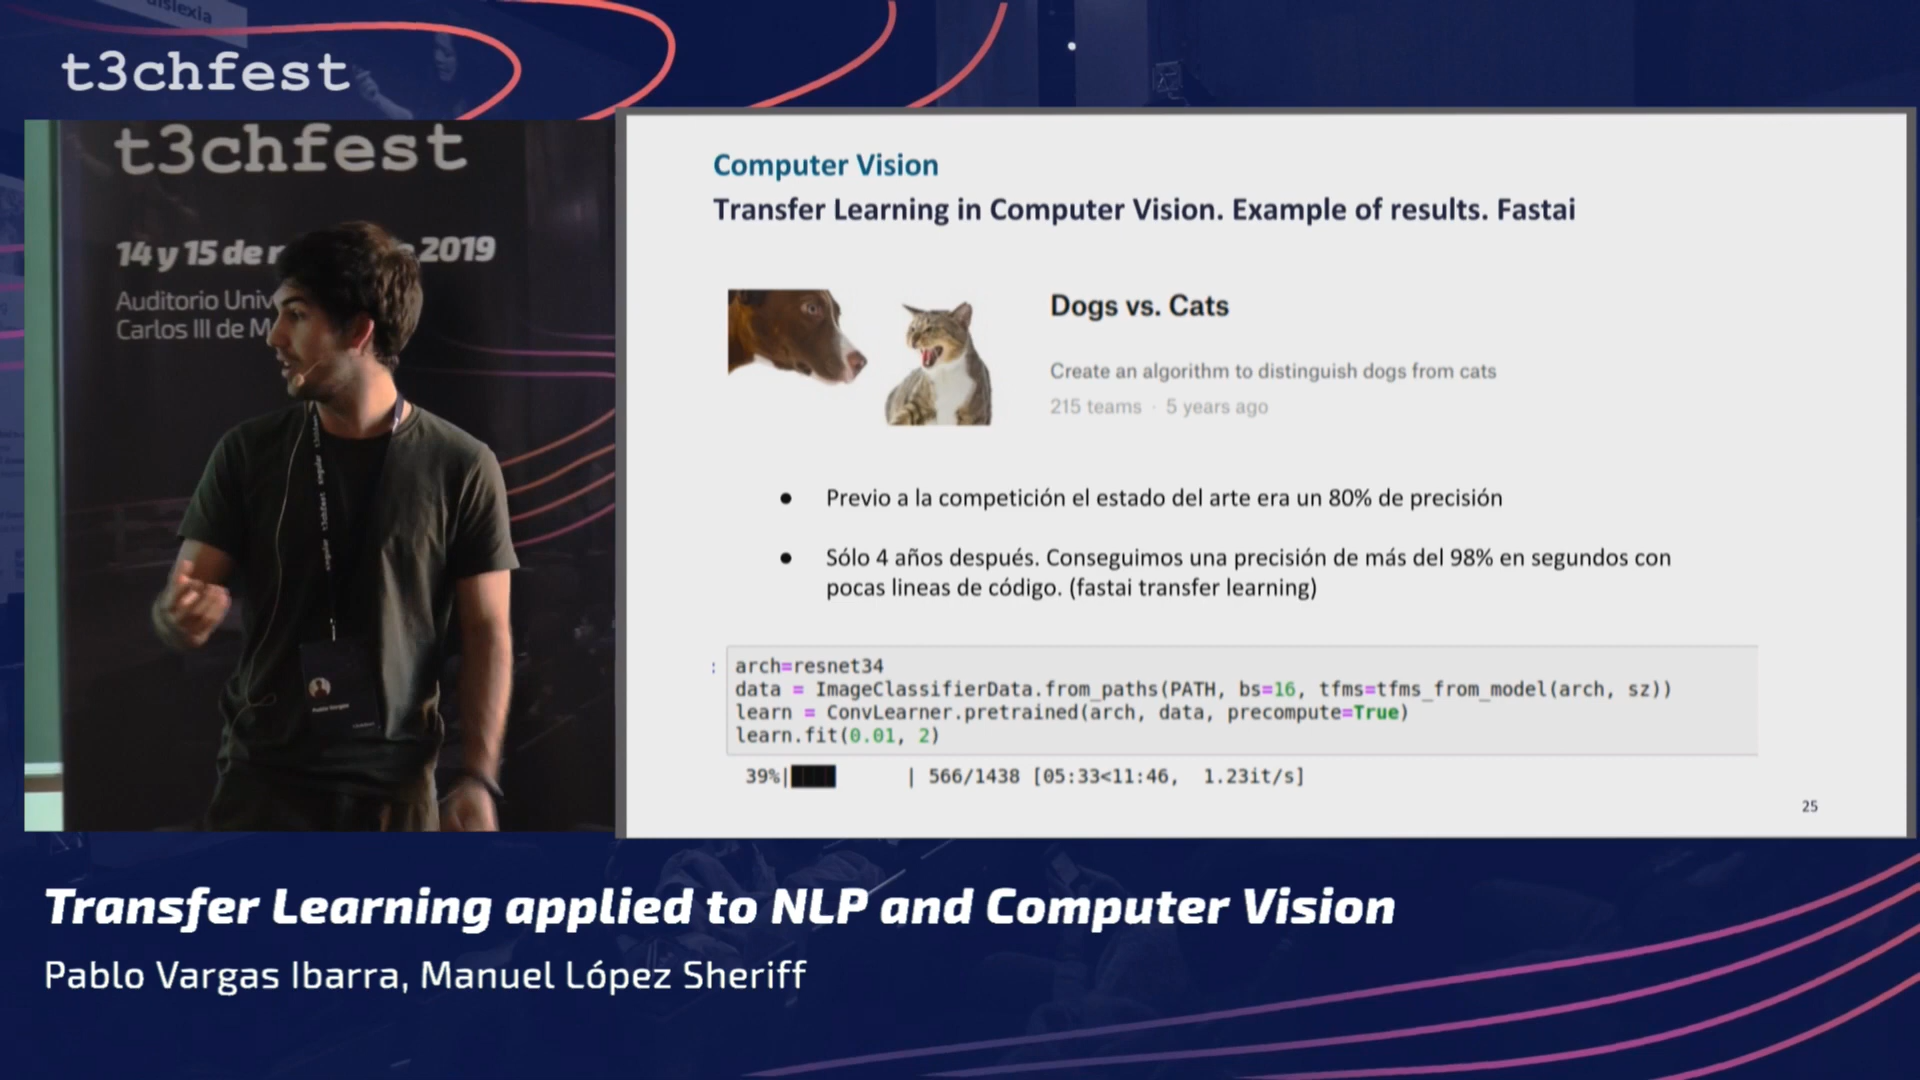 islexia
t3chfest
t3chfest
14 y 15 de
2019
Auditorio
Carlos III de
Computer Vision
Transfer Learning in Computer Vision. Example of results. Fastai
Dogs vs. Cats
Create an algorithm to distinguish dogs from cats
215 teams · 5 years ago
● Previo a la competición el estado del arte era un 80% de precisión
● Sólo 4 años después. Conseguimos una precisión de más del 98% en segundos con
pocas lineas de código. (fastai transfer learning)
: arch=resnet34
data = ImageClassifierData.from_paths(PATH, bs=16, tfms=tfms_from_model(arch, sz))
learn = ConvLearner.pretrained(arch, data, precompute=True)
learn.fit(0.01, 2)
39%| | 566/1438 [05:33<11:46, 1.23it/s]
25
Transfer Learning applied to NLP and Computer Vision
Pablo Vargas Ibarra, Manuel López Sheriff